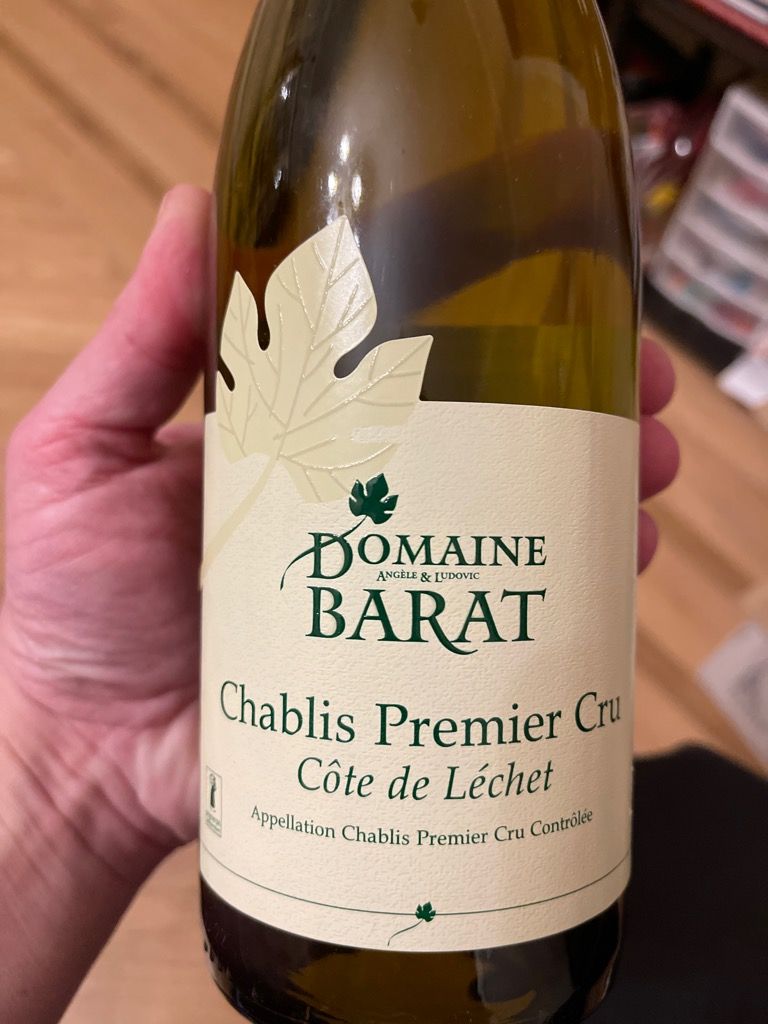 DOMAINE
ANGÈLE & LUDOVIC
BARAT
Chablis Premier Cru
Côte de Léchet
Appellation Chablis Premier Cru Contrôlée